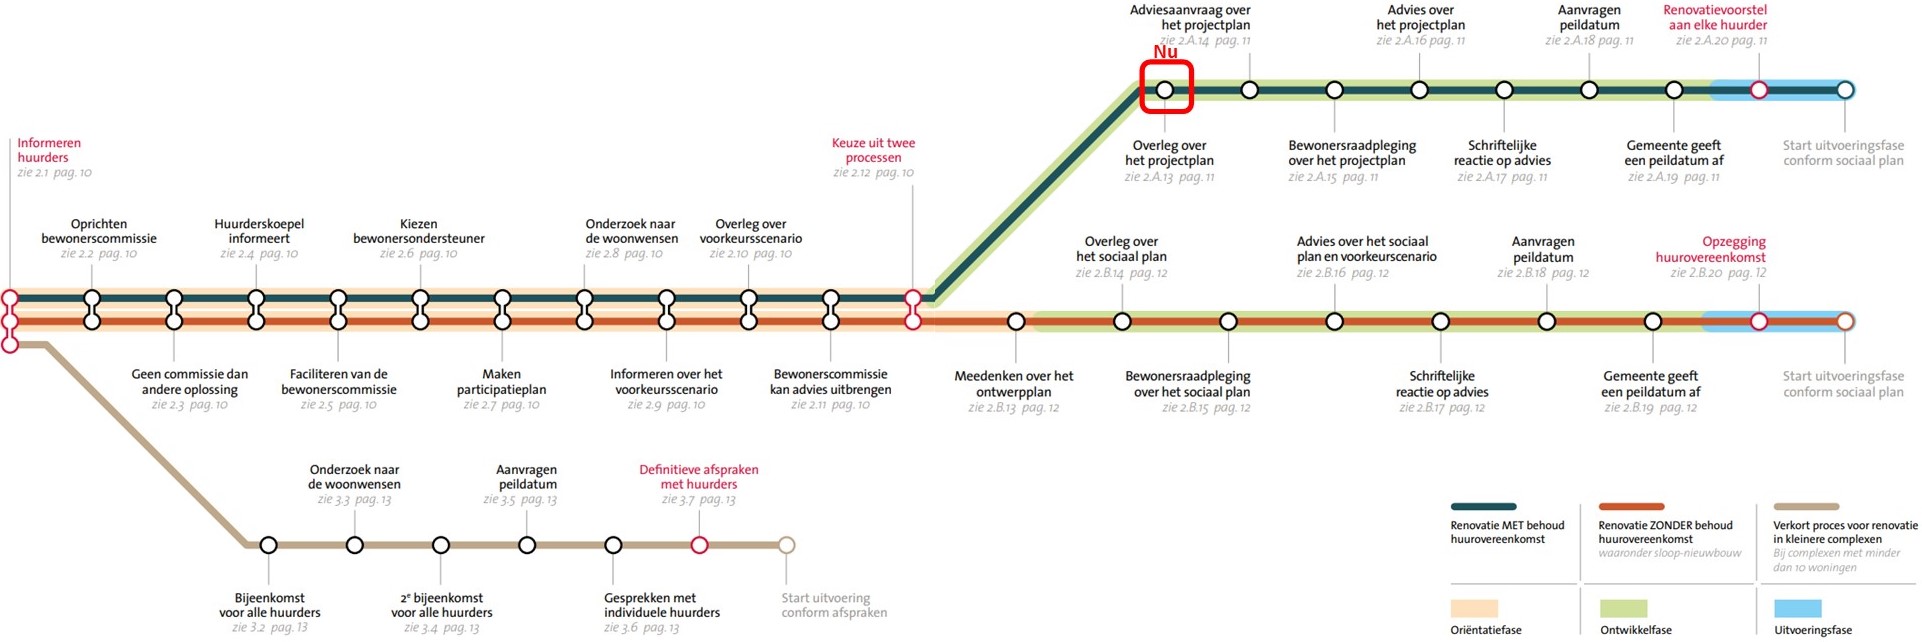 Adviesaanvraag over
het projectplan
zie 2.A.14 pag. 11
Advies over
het projectplan
zie 2.A.16 pag. 11
Aanvragen
peildatum
zie 2.A.18 pag. 11
Renovatievoorstel
aan elke huurder
zie 2.A.20 pag. 11
Nu
Overleg over
het projectplan
zie 2.A.13 pag. 11
Bewonersraadpleging
over het projectplan
zie 2.A.15 pag. 11
Schriftelijke
reactie op advies
zie 2.A.17 pag. 11
Gemeente geeft
een peildatum af
zie 2.A.19 pag. 11
Start uitvoeringsfase
conform sociaal plan
Informeren
huurders
zie 2.1 pag. 10
Keuze uit twee
processen
zie 2.12 pag. 10
Oprichten
bewonerscommissie
zie 2.2 pag. 10
Huurderskoepel
informeert
zie 2.4 pag. 10
Kiezen
bewonersondersteuner
zie 2.6 pag. 10
Onderzoek naar
de woonwensen
zie 2.8 pag. 10
Overleg over
voorkeursscenario
zie 2.10 pag. 10
Overleg over
het sociaal plan
zie 2.B.14 pag. 12
Advies over het sociaal
plan en voorkeurscenario
zie 2.B.16 pag. 12
Aanvragen
peildatum
zie 2.B.18 pag. 12
Opzegging
huurovereenkomst
zie 2.B.20 pag. 12
Geen commissie dan
andere oplossing
zie 2.3 pag. 10
Faciliteren van de
bewonerscommissie
zie 2.5 pag. 10
Maken
participatieplan
zie 2.7 pag. 10
Informeren over het
voorkeursscenario
zie 2.9 pag. 10
Bewonerscommissie
kan advies uitbrengen
zie 2.11 pag. 10
Meedenken over het
ontwerpplan
zie 2.B.13 pag. 12
Bewonersraadpleging
over het sociaal plan
zie 2.B.15 pag. 12
Schriftelijke
reactie op advies
zie 2.B.17 pag. 12
Gemeente geeft
een peildatum af
zie 2.B.19 pag. 12
Start uitvoeringsfase
conform sociaal plan
Onderzoek naar
de woonwensen
zie 3.3 pag. 13
Aanvragen
peildatum
zie 3.5 pag. 13
Definitieve afspraken
met huurders
zie 3.7 pag. 13
Bijeenkomst
voor alle huurders
zie 3.2 pag. 13
2e bijeenkomst
voor alle huurders
zie 3.4 pag. 13
Gesprekken met
individuele huurders
zie 3.6 pag. 13
Start uitvoering
conform afspraken
Renovatie MET behoud
huurovereenkomst
Renovatie ZONDER behoud
huurovereenkomst
waaronder sloop-nieuwbouw
Verkort proces voor renovatie
in kleinere complexen
Bij complexen met minder
dan 10 woningen
Oriëntatiefase
Ontwikkelfase
Uitvoeringsfase